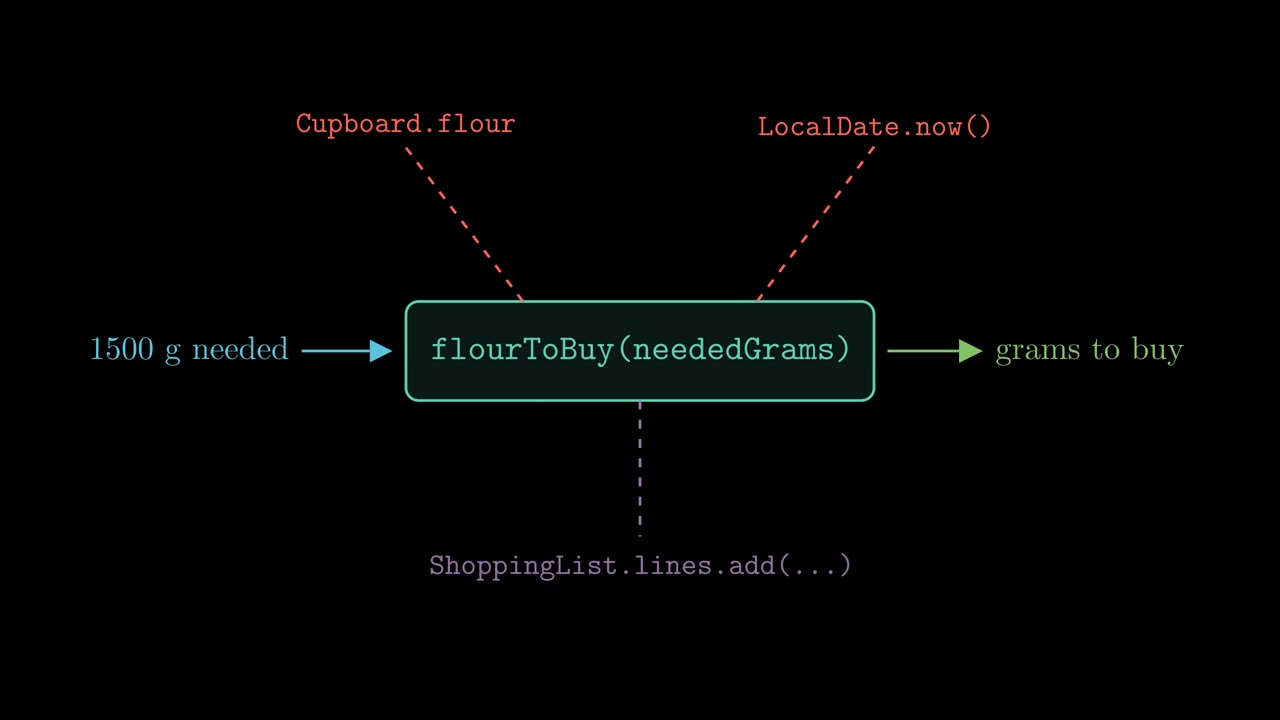 Cupboard.flour
LocalDate.now()
1500 g needed
flourToBuy(neededGrams)
grams to buy
ShoppingList.lines.add(...)